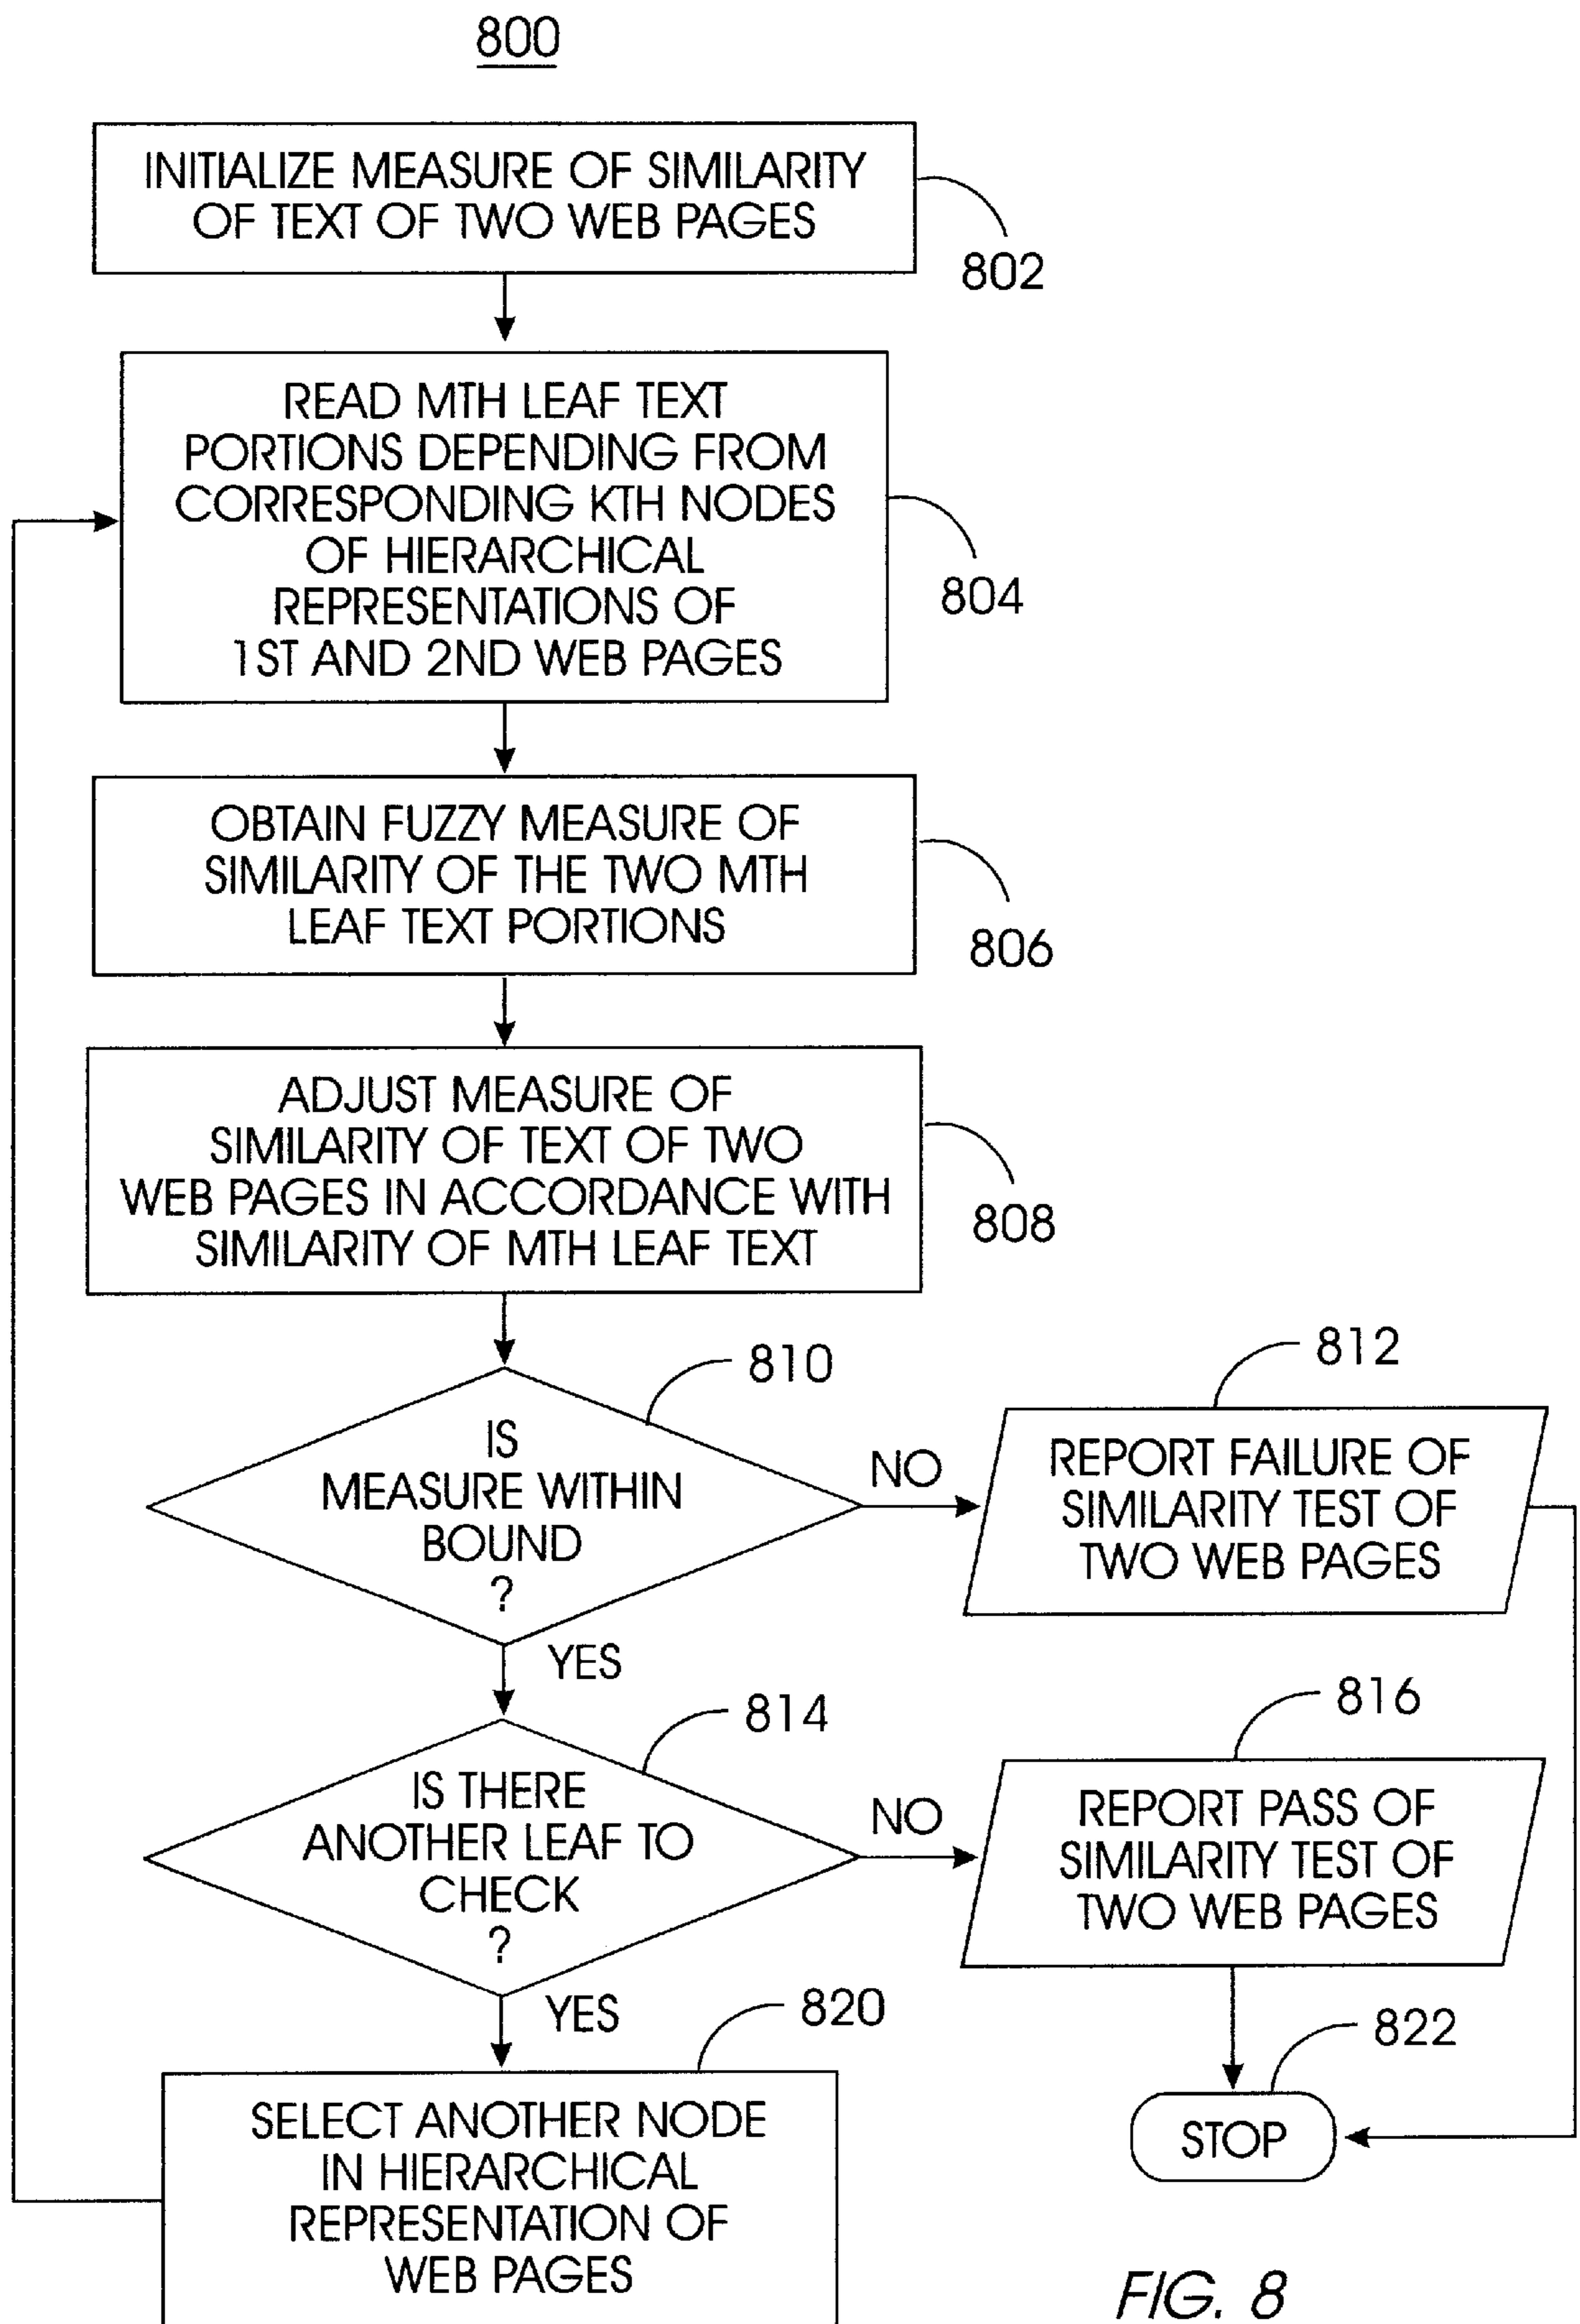 800
INITIALIZE MEASURE OF SIMILARITY
OF TEXT OF TWO WEB PAGES
802
READ MTH LEAF TEXT
PORTIONS DEPENDING FROM
CORRESPONDING KTH NODES
OF HIERARCHICAL
REPRESENTATIONS OF
1ST AND 2ND WEB PAGES
804
OBTAIN FUZZY MEASURE OF
SIMILARITY OF THE TWO MTH
LEAF TEXT PORTIONS
806
ADJUST MEASURE OF
SIMILARITY OF TEXT OF TWO
WEB PAGES IN ACCORDANCE WITH
SIMILARITY OF MTH LEAF TEXT
808
810
IS
MEASURE WITHIN
BOUND
?
NO
812
REPORT FAILURE OF
SIMILARITY TEST OF
TWO WEB PAGES
YES
814
IS THERE
ANOTHER LEAF TO
CHECK
?
NO
816
REPORT PASS OF
SIMILARITY TEST OF
TWO WEB PAGES
YES
820
SELECT ANOTHER NODE
IN HIERARCHICAL
REPRESENTATION OF
WEB PAGES
822
STOP
FIG. 8